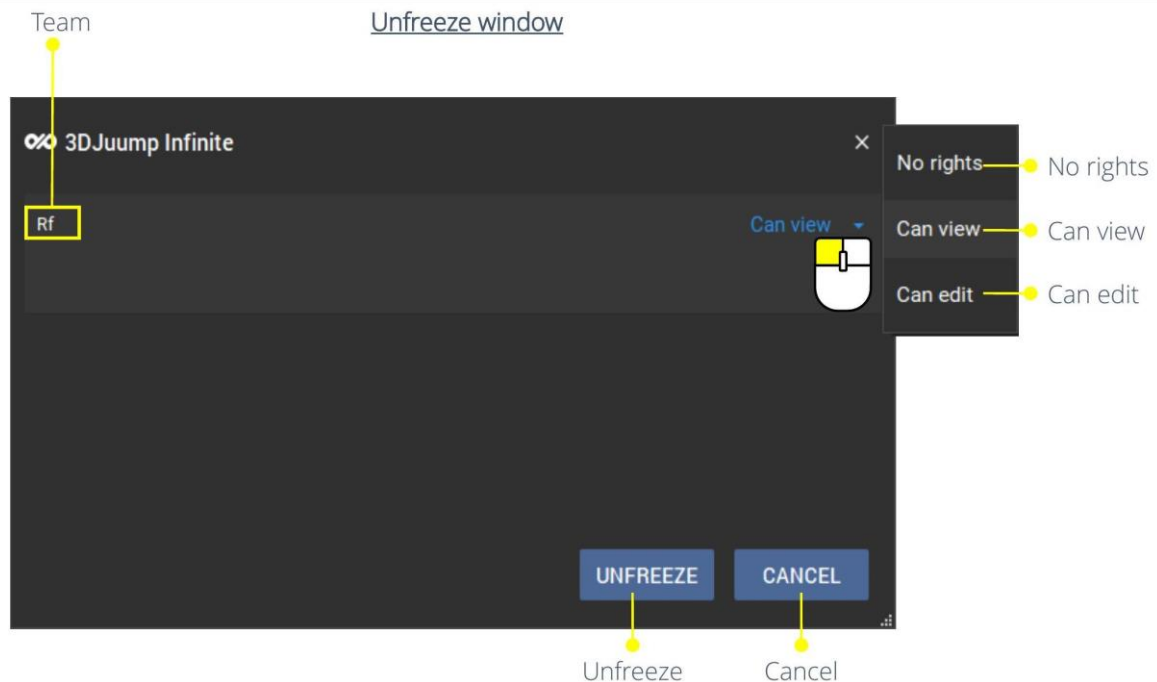 Team
Unfreeze window
3DJuump Infinite
No rights
No rights
Rf
Can view
Can view
Can view
Can edit
Can edit
UNFREEZE
CANCEL
Unfreeze
Cancel